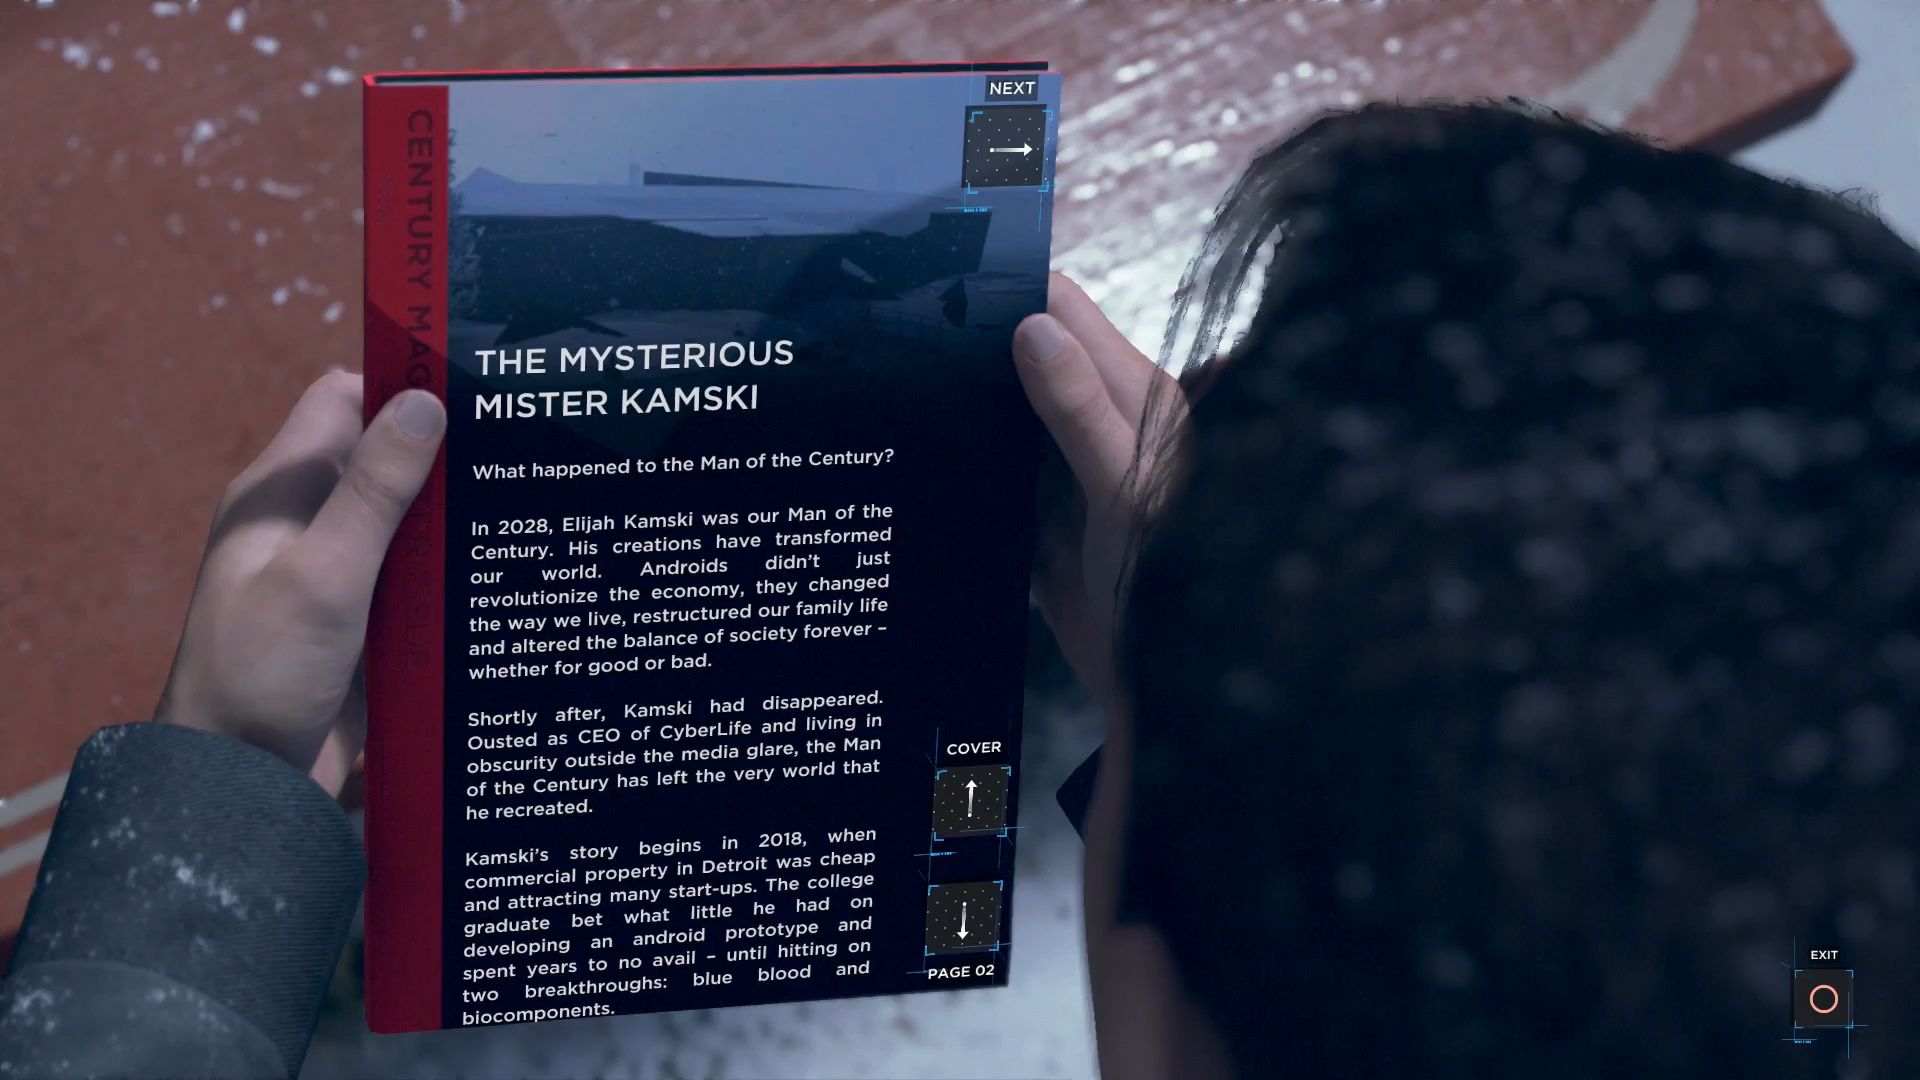 NEXT
CENTURY MAG
THE MYSTERIOUS
MISTER KAMSKI
What happened to the Man of the Century?
In 2028, Elijah Kamski was our Man of the
Century. His creations have transformed
our world. Androids didn't just
revolutionize the economy, they changed
the way we live, restructured our family life
and altered the balance of society forever –
whether for good or bad.
Shortly after, Kamski had disappeared.
Ousted as CEO of CyberLife and living in
obscurity outside the media glare, the Man
of the Century has left the very world that
he recreated.
Kamski's story begins in 2018, when
commercial property in Detroit was cheap
and attracting many start-ups. The college
graduate bet what little he had on
developing an android prototype and
spent years to no avail – until hitting on
two breakthroughs: blue blood and
biocomponents.
COVER
PAGE 02
EXIT